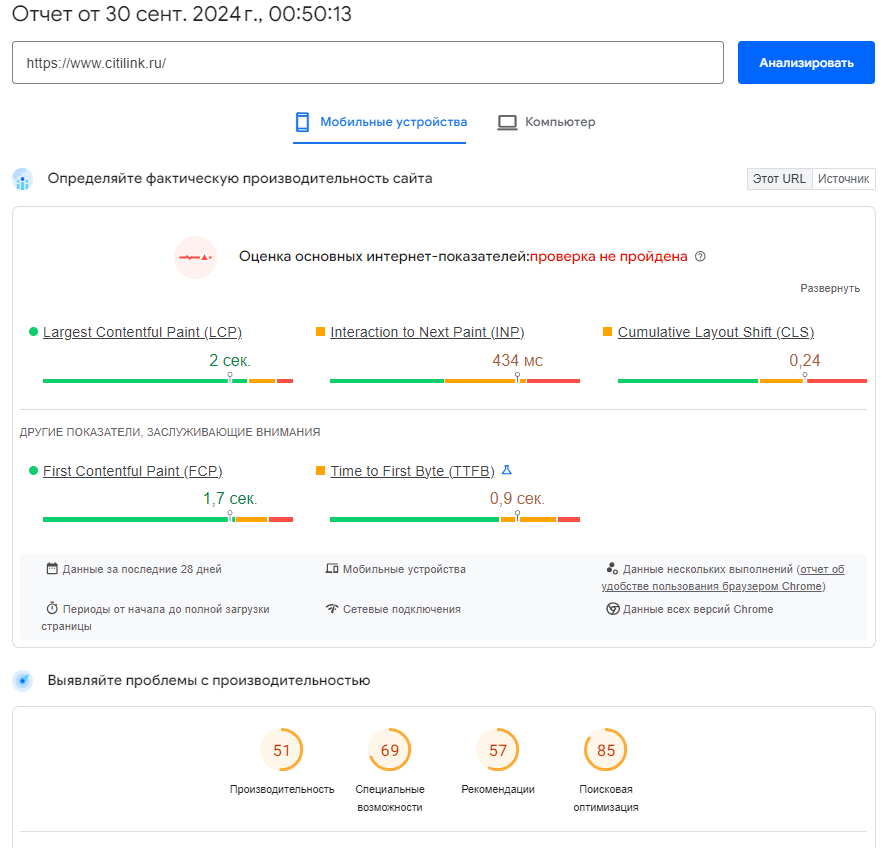 Отчет от 30 сент. 2024 г., 00:50:13
https://www.citilink.ru/
Анализировать
Мобильные устройства
Компьютер
Определяйте фактическую производительность сайта
Этот URL
Источник
Оценка основных интернет-показателей:проверка не пройдена
Развернуть
Largest Contentful Paint (LCP)
2 сек.
Interaction to Next Paint (INP)
434 мс
Cumulative Layout Shift (CLS)
0,24
ДРУГИЕ ПОКАЗАТЕЛИ, ЗАСЛУЖИВАЮЩИЕ ВНИМАНИЯ
First Contentful Paint (FCP)
1,7 сек.
Time to First Byte (TTFB)
0,9 сек.
Данные за последние 28 дней
Мобильные устройства
Данные нескольких выполнений (отчет об
удобстве пользования браузером Chrome)
Периоды от начала до полной загрузки
страницы
Сетевые подключения
Данные всех версий Chrome
Выявляйте проблемы с производительностью
51
Производительность
69
Специальные
возможности
57
Рекомендации
85
Поисковая
оптимизация